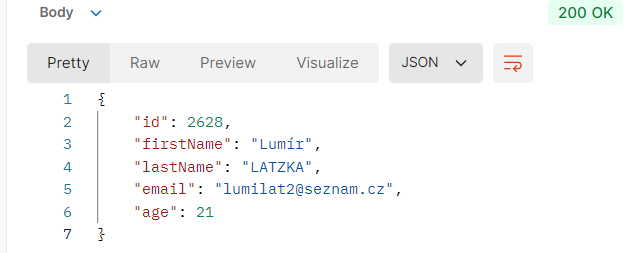 Body 200 OK
Pretty Raw Preview Visualize JSON
1 {
2 "id": 2628,
3 "firstName": "Lumír",
4 "lastName": "LATZKA",
5 "email": "lumilat2@seznam.cz",
6 "age": 21
7 }